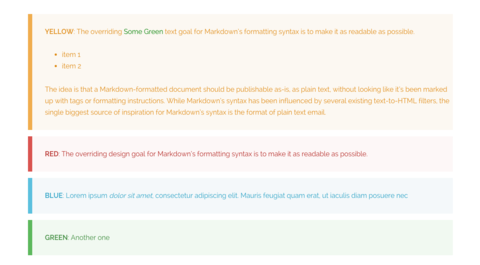 YELLOW: The overriding Some Green text goal for Markdown's formatting syntax is to make it as readable as possible.
• item 1
• item 2
The idea is that a Markdown-formatted document should be publishable as-is, as plain text, without looking like it's been marked
up with tags or formatting instructions. While Markdown's syntax has been influenced by several existing text-to-HTML filters, the
single biggest source of inspiration for Markdown's syntax is the format of plain text email.
RED: The overriding design goal for Markdown's formatting syntax is to make it as readable as possible.
BLUE: Lorem ipsum dolor sit amet, consectetur adipiscing elit. Mauris feugiat quam erat, ut iaculis diam posuere nec.
GREEN: Another one